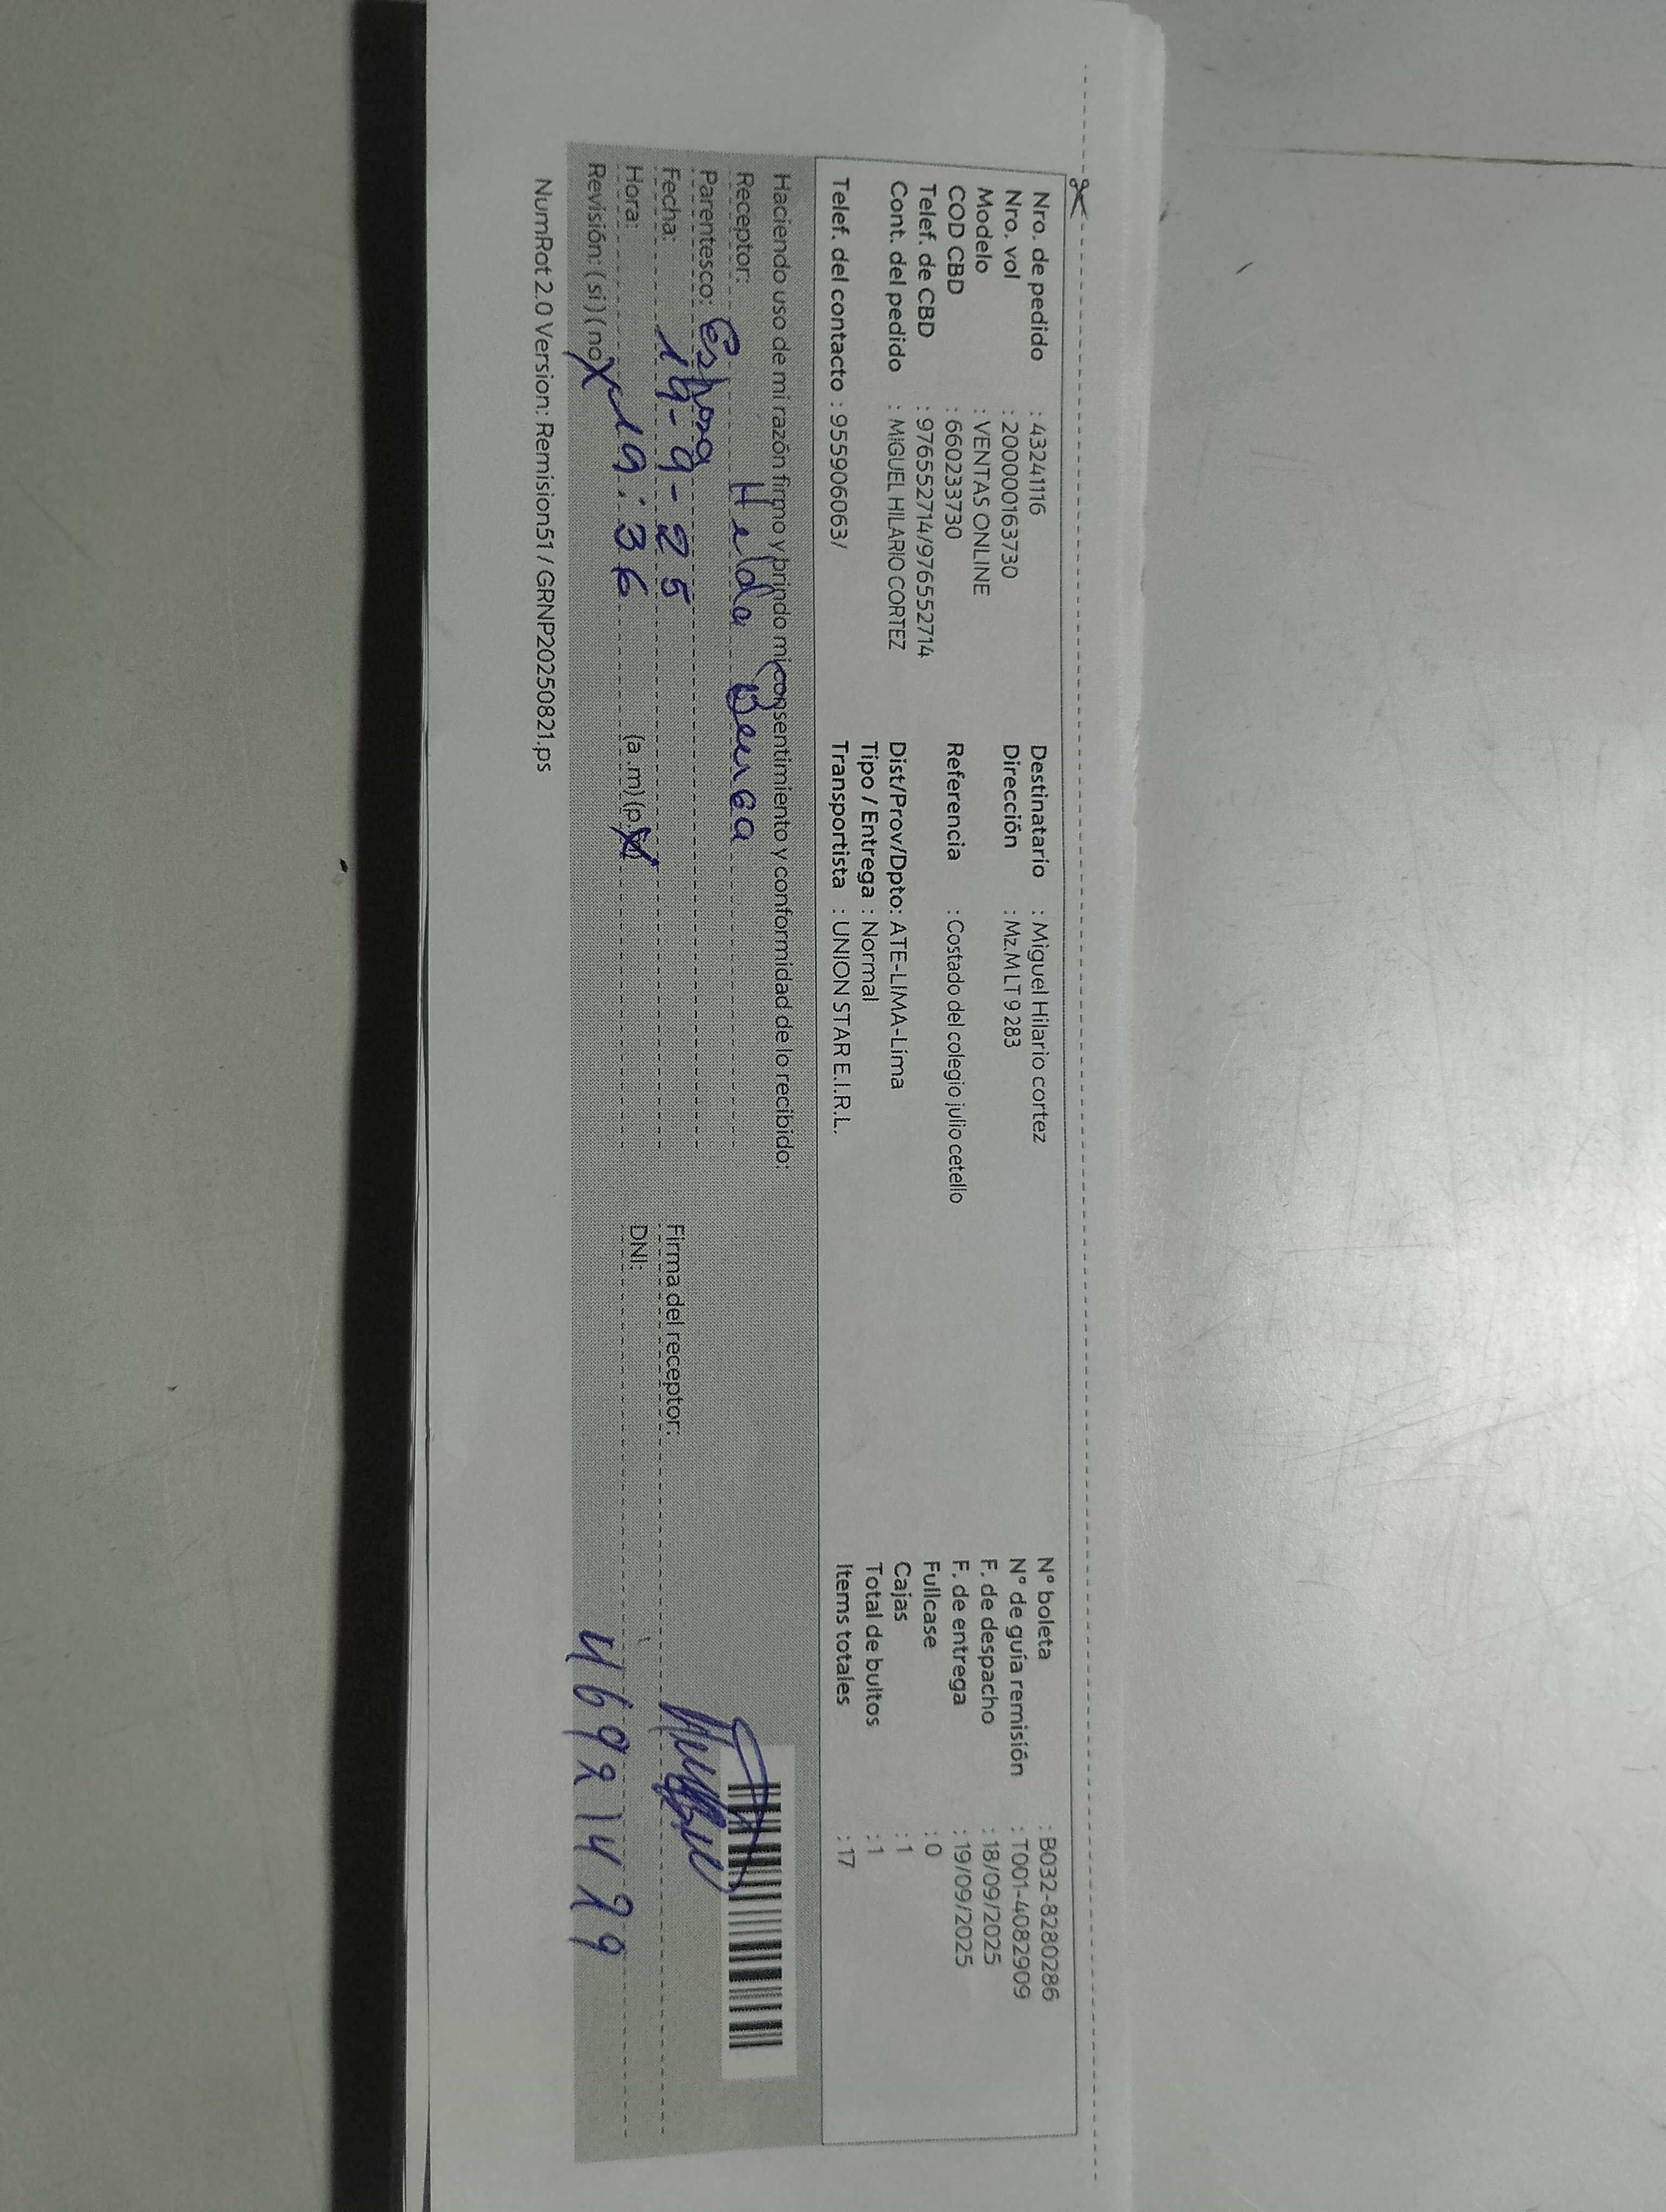 Nro. de pedido : 43241116
Nro. vol : 200000163730
Modelo : VENTAS ONLINE
COD CBD : 660233730
Telef. de CBD : 976552714/976552714
Cont. del pedido : MIGUEL HILARIO CORTEZ
Telef. del contacto : 955906063/
Destinatario : Miguel Hilario cortez
Dirección : Mz.M LT 9 283
Referencia : Costado del colegio julio cetello
Dist/Prov/Dpto: ATE-LIMA-Lima
Tipo / Entrega : Normal
Transportista : UNION STAR E.I.R.L.
N° boleta : B032-8280286
N° de guía remisión : T001-4082909
F. de despacho : 18/09/2025
F. de entrega : 19/09/2025
Fullcase : 0
Cajas : 1
Total de bultos : 1
Items totales : 17
Haciendo uso de mi razón firmo y brindo mi consentimiento y conformidad de lo recibido:
Receptor: Helda
Parentesco: Esposa
Fecha: 19-9-25
Hora: 19:36 (a.m) (p.
Revisión: (si) (no
Firma del receptor:
DNI: 46921429
NumRot 2.0 Version: Remision51 / GRNP20250821.ps